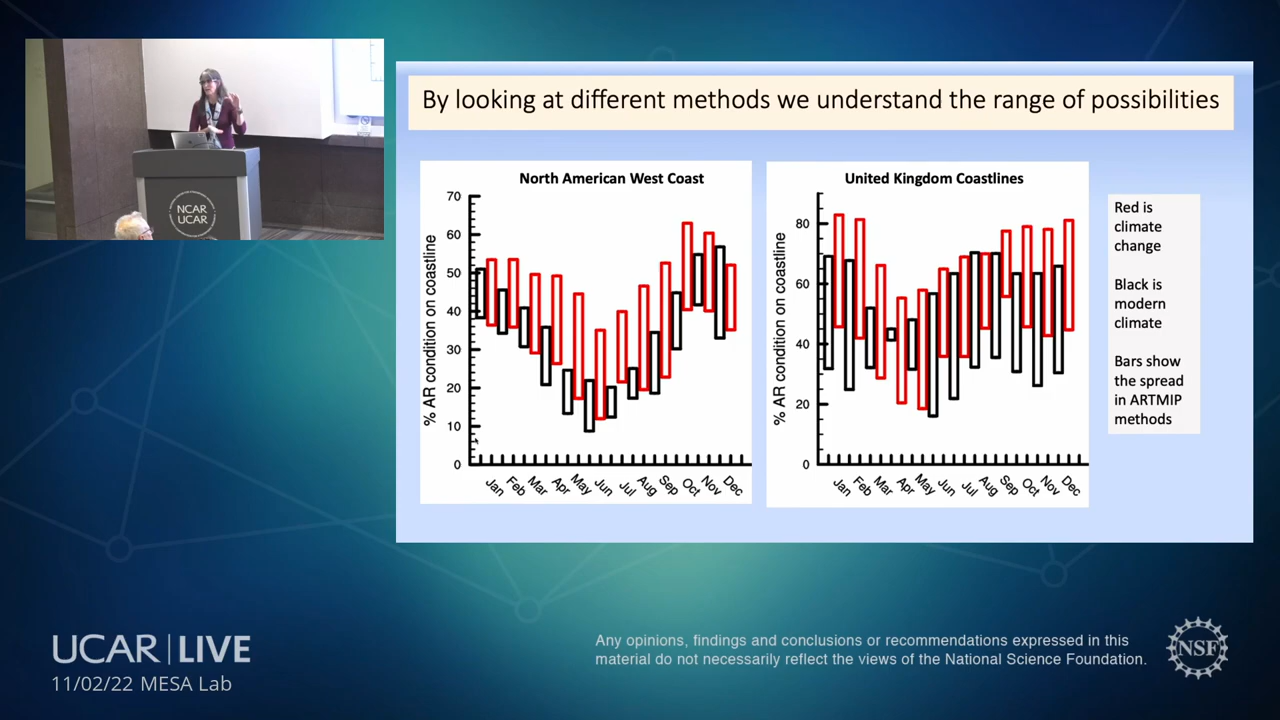 NCAR
UCAR
By looking at different methods we understand the range of possibilities
North American West Coast
% AR condition on coastline
70
60
50
40
30
20
10
0
Jan
Feb
Mar
Apr
May
Jun
Jul
Aug
Sep
Oct
Nov
Dec
United Kingdom Coastlines
% AR condition on coastline
80
60
40
20
0
Jan
Feb
Mar
Apr
May
Jun
Jul
Aug
Sep
Oct
Nov
Dec
Red is
climate
change
Black is
modern
climate
Bars show
the spread
in ARTMIP
methods
UCAR | LIVE
11/02/22 MESA Lab
Any opinions, findings and conclusions or recommendations expressed in this
material do not necessarily reflect the views of the National Science Foundation.
NSF